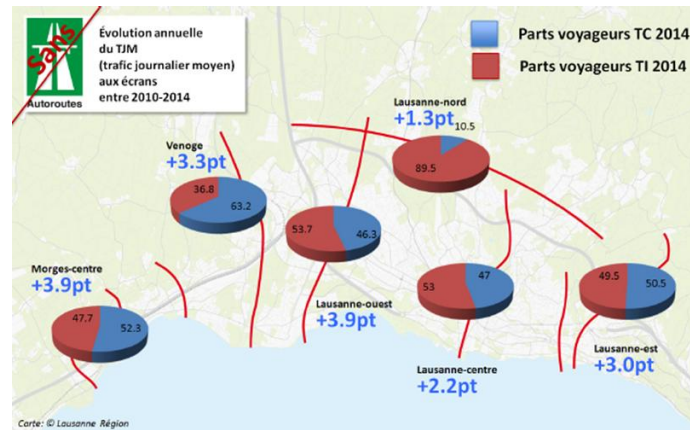 Sans
Autoroutes
Évolution annuelle
du TJM
(trafic journalier moyen)
aux écrans
entre 2010-2014
Parts voyageurs TC 2014
Parts voyageurs TI 2014
Lausanne-nord
+1.3pt
10.5
89.5
Venoge
+3.3pt
36.8
63.2
53.7
46.3
Lausanne-ouest
+3.9pt
Morges-centre
+3.9pt
47.7
52.3
53
47
Lausanne-centre
+2.2pt
49.5
50.5
Lausanne-est
+3.0pt
Carte: © Lausanne Région